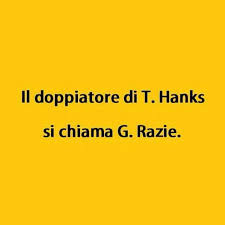 Il doppiatore di T. Hanks
si chiama G. Razie.